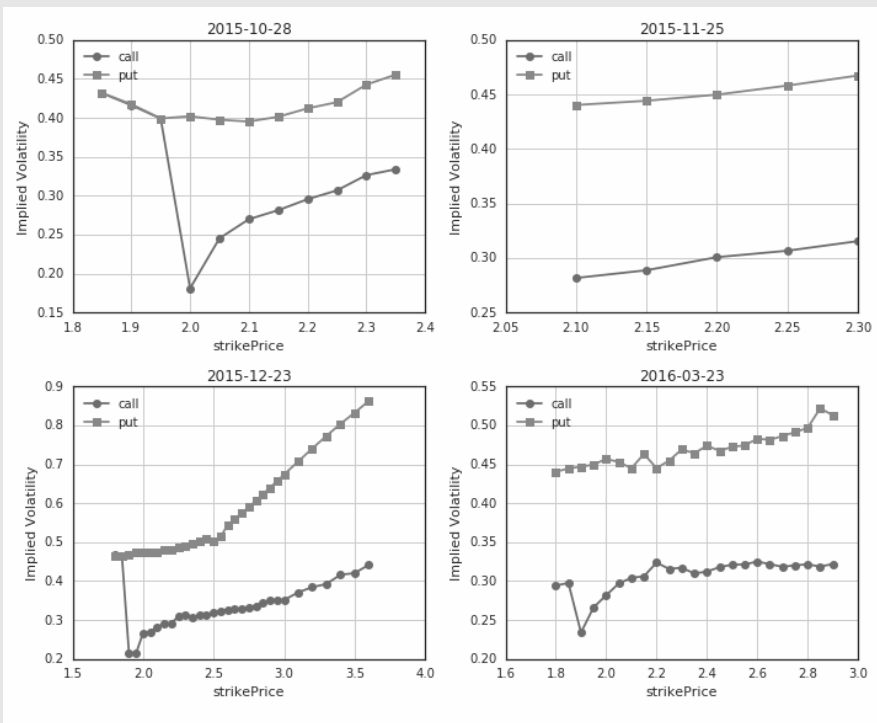 2015-10-28
call
put
Implied Volatility
0.50
0.45
0.40
0.35
0.30
0.25
0.20
0.15
1.8 1.9 2.0 2.1 2.2 2.3 2.4
strikePrice
2015-11-25
call
put
Implied Volatility
0.50
0.45
0.40
0.35
0.30
0.25
2.05 2.10 2.15 2.20 2.25 2.30
strikePrice
2015-12-23
call
put
Implied Volatility
0.9
0.8
0.7
0.6
0.5
0.4
0.3
0.2
1.5 2.0 2.5 3.0 3.5 4.0
strikePrice
2016-03-23
call
put
Implied Volatility
0.55
0.50
0.45
0.40
0.35
0.30
0.25
0.20
1.6 1.8 2.0 2.2 2.4 2.6 2.8 3.0
strikePrice